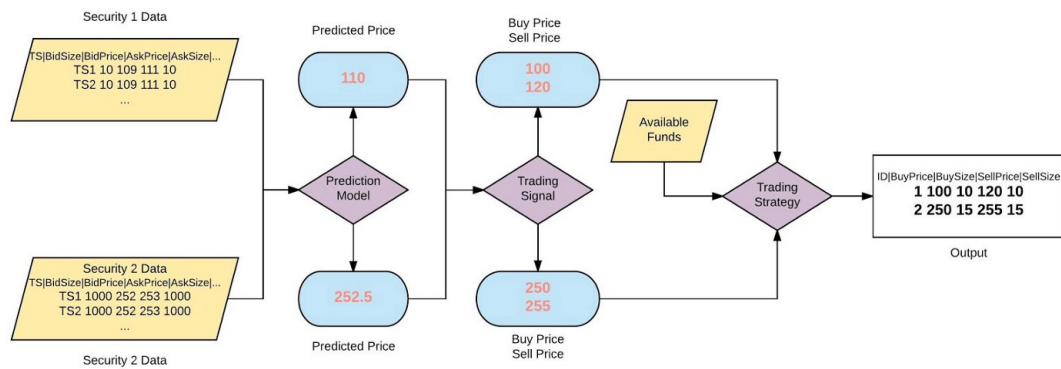 Security 1 Data
TS|BidSize|BidPrice|AskPrice|AskSize|...
TS1 10 109 111 10
TS2 10 109 111 10
...
Predicted Price
110
Buy Price
Sell Price
100
120
Available
Funds
Prediction
Model
Trading
Signal
Trading
Strategy
ID|BuyPrice|BuySize|SellPrice|SellSize
1 100 10 120 10
2 250 15 255 15
Output
Security 2 Data
TS|BidSize|BidPrice|AskPrice|AskSize|...
TS1 1000 252 253 1000
TS2 1000 252 253 1000
...
Security 2 Data
252.5
Predicted Price
250
255
Buy Price
Sell Price